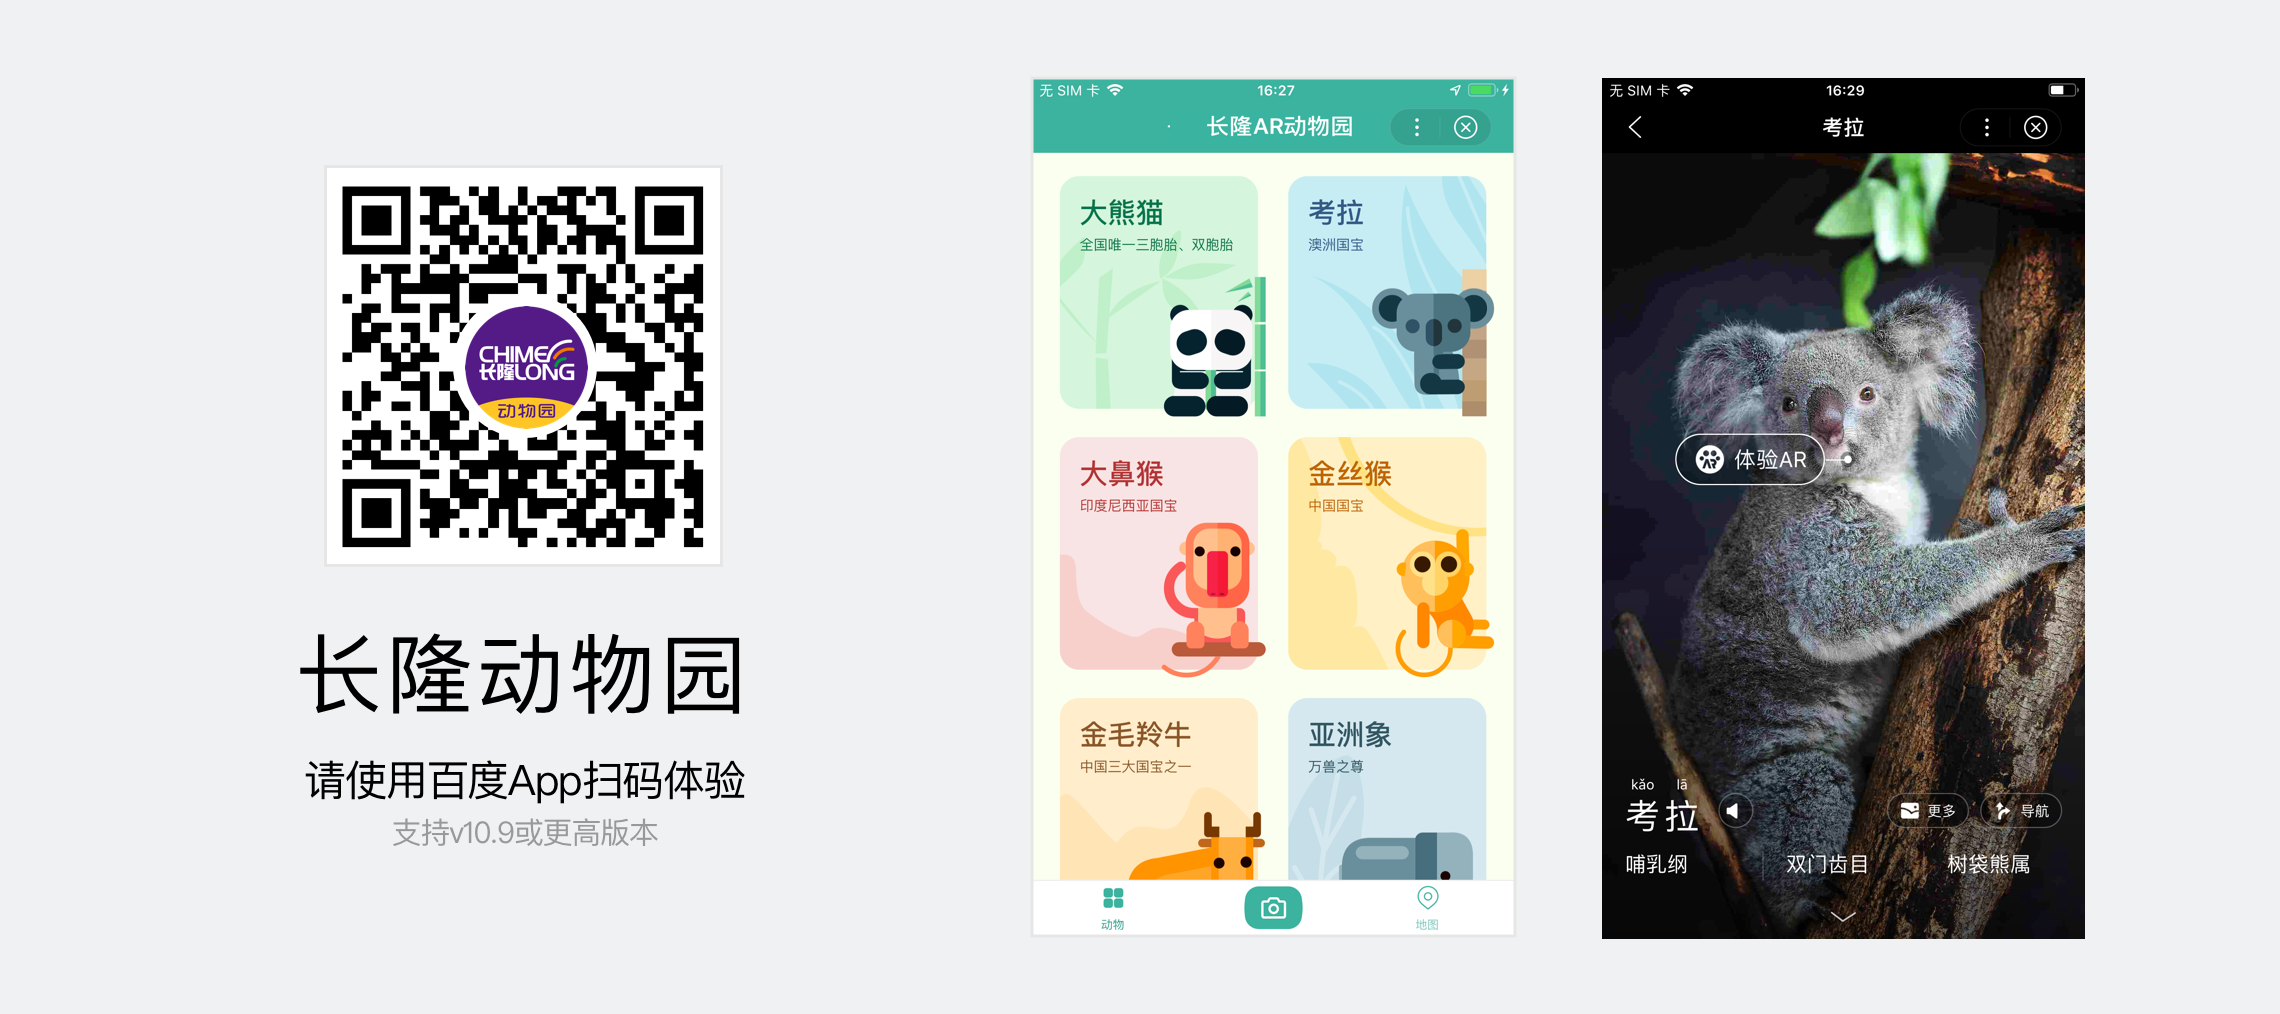 CHIMELONG
长隆
动物园
长隆动物园
请使用百度App扫码体验
支持v10.9或更高版本
无 SIM 卡
16:27
长隆AR动物园
大熊猫
全国唯一三胞胎、双胞胎
考拉
澳洲国宝
大鼻猴
印度尼西亚国宝
金丝猴
中国国宝
金毛羚牛
中国三大国宝之一
亚洲象
万兽之尊
动物
地图
无 SIM 卡
16:29
考拉
AR 体验AR
kǎo lā
考拉
更多
导航
哺乳纲
双门齿目
树袋熊属